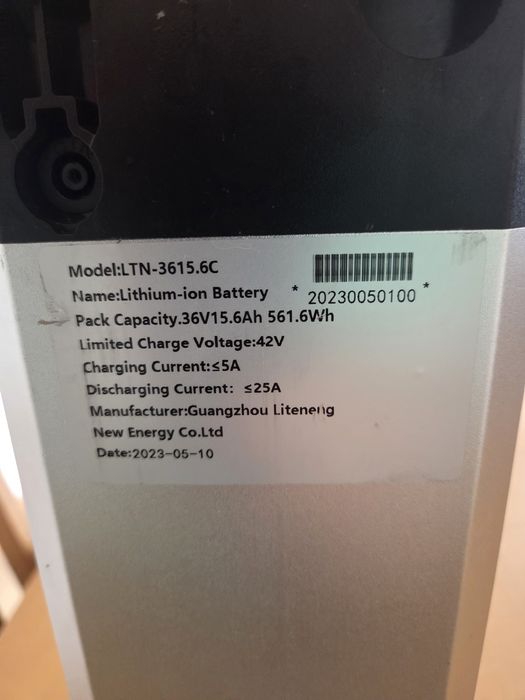 Model:LTN-3615.6C
Name:Lithium-ion Battery
* 20230050100 *
Pack Capacity.36V15.6Ah 561.6Wh
Limited Charge Voltage:42V
Charging Current:≤5A
Discharging Current: ≤25A
Manufacturer:Guangzhou Liteneng
New Energy Co.Ltd
Date:2023-05-10